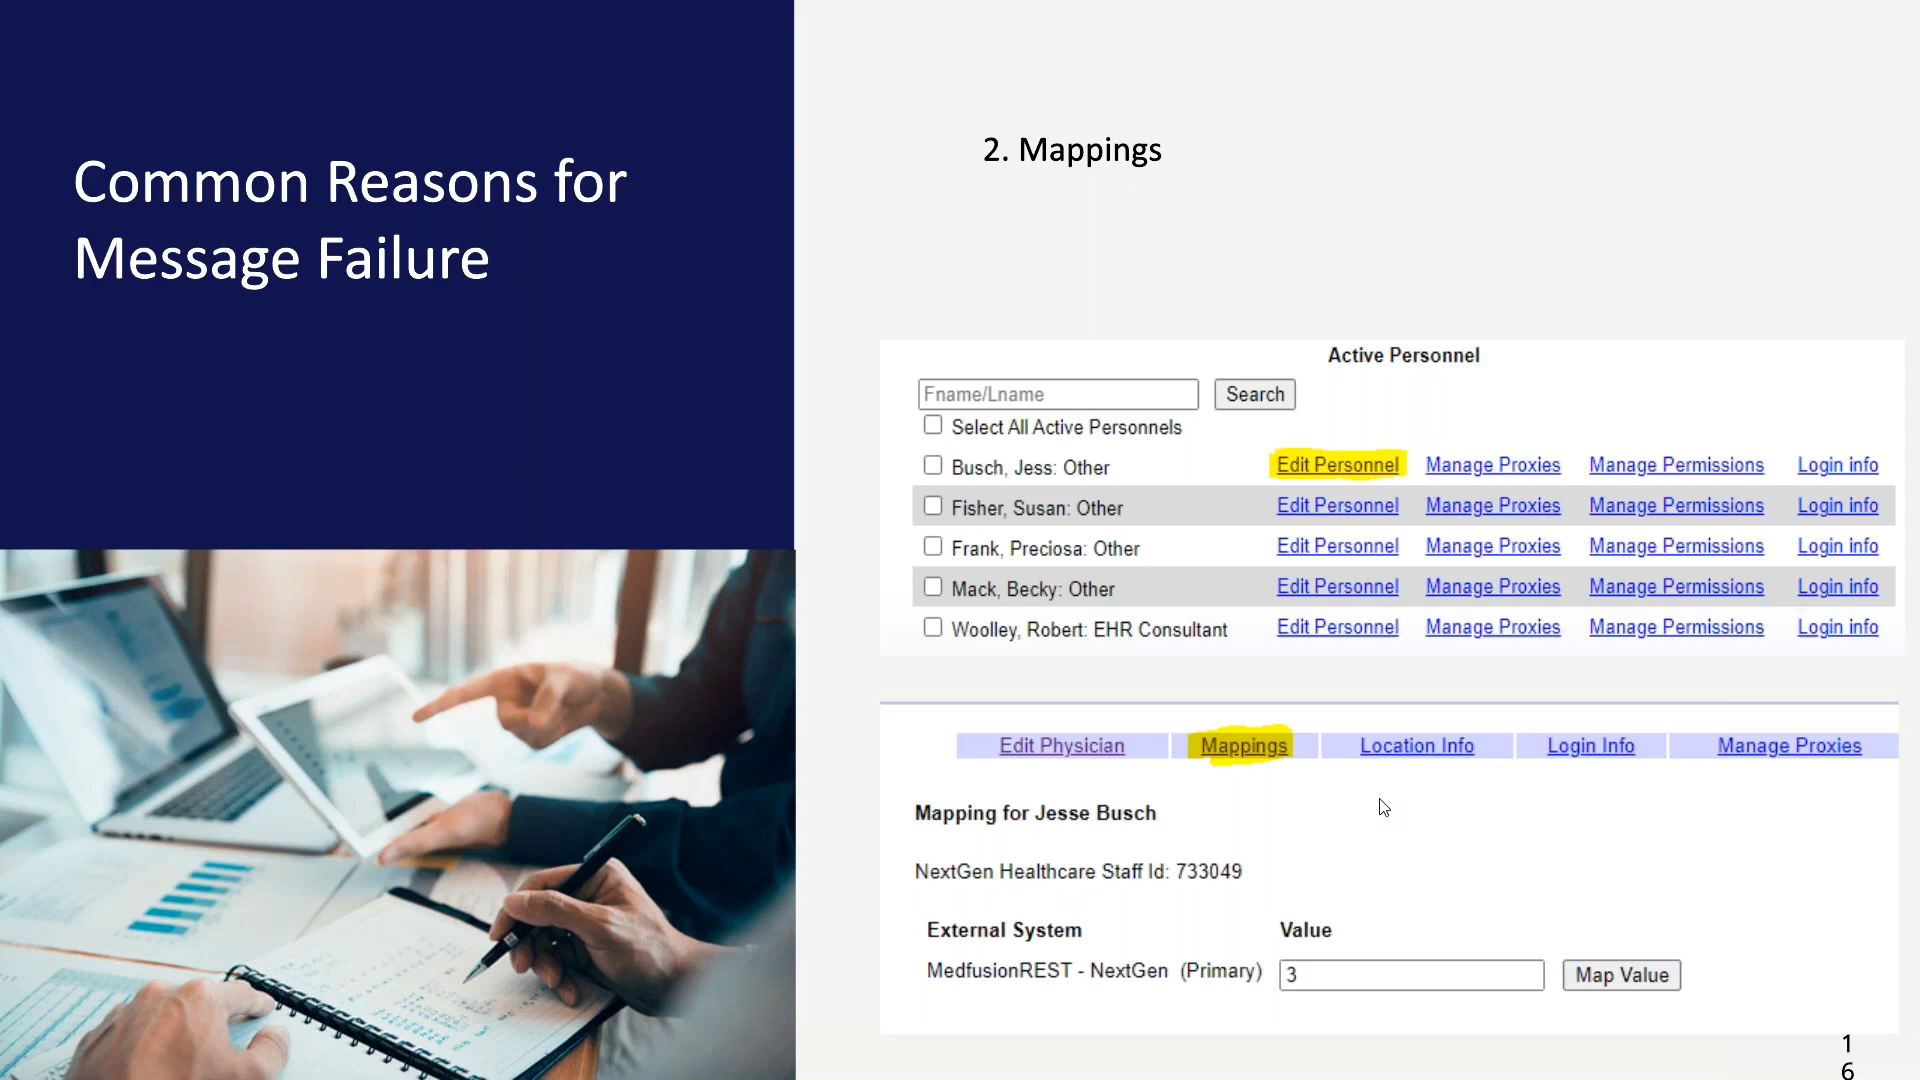 Common Reasons for
Message Failure
2. Mappings
Active Personnel
Fname/Lname Search
Select All Active Personnels
Busch, Jess: Other Edit Personnel Manage Proxies Manage Permissions Login info
Fisher, Susan: Other Edit Personnel Manage Proxies Manage Permissions Login info
Frank, Preciosa: Other Edit Personnel Manage Proxies Manage Permissions Login info
Mack, Becky: Other Edit Personnel Manage Proxies Manage Permissions Login info
Woolley, Robert: EHR Consultant Edit Personnel Manage Proxies Manage Permissions Login info
Edit Physician Mappings Location Info Login Info Manage Proxies
Mapping for Jesse Busch
NextGen Healthcare Staff Id: 733049
External System Value
MedfusionREST - NextGen (Primary) 3 Map Value
1
6